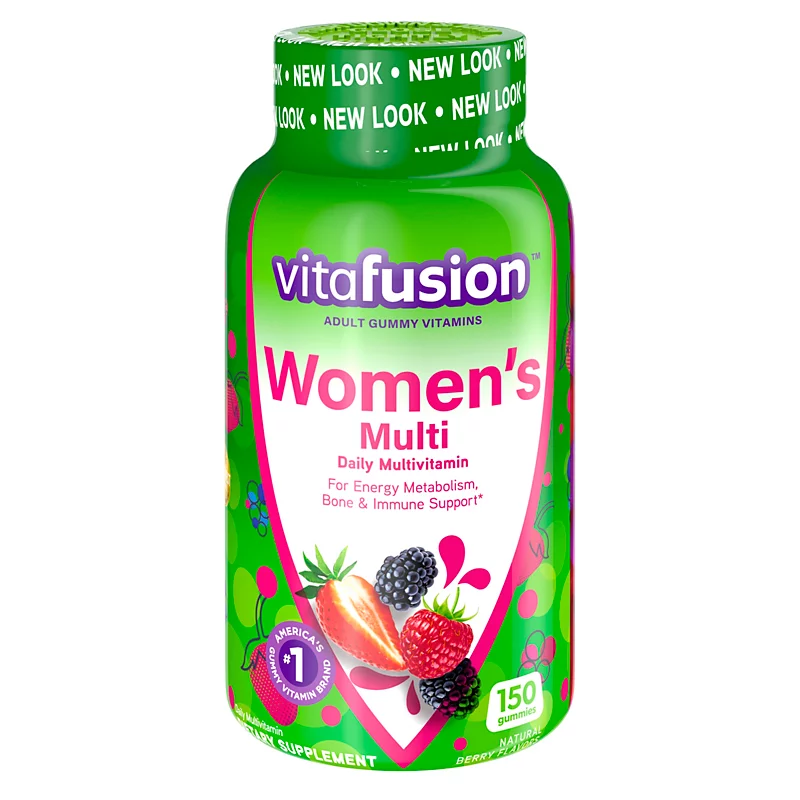 NEW LOOK • NEW LOOK •
LOOK • NEW LOOK • NEW LOOK •
NEW LOOK
vitafusion™
ADULT GUMMY VITAMINS
Women's
Multi
Daily Multivitamin
For Energy Metabolism,
Bone & Immune Support*
AMERICA'S
#1
GUMMY VITAMIN BRAND
150
gummies
Daily Multivitamin
DIETARY SUPPLEMENT
NATURAL
BERRY FLAVORS